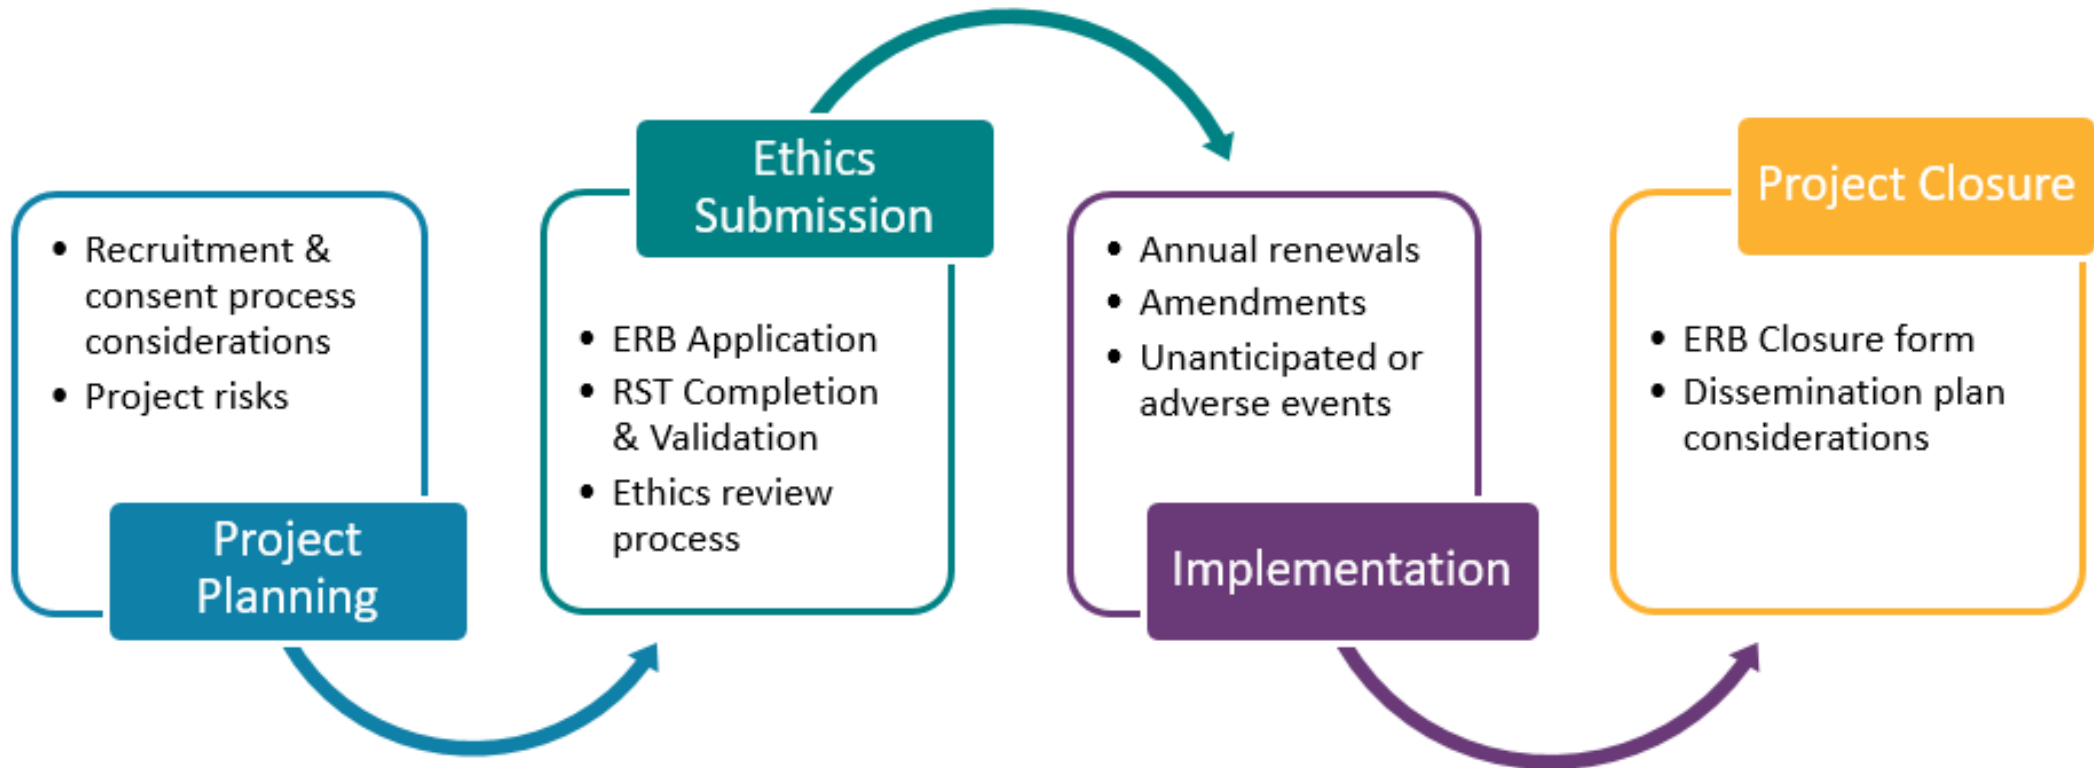 • Recruitment &
consent process
considerations
• Project risks
Project
Planning
Ethics
Submission
• ERB Application
• RST Completion
& Validation
• Ethics review
process
• Annual renewals
• Amendments
• Unanticipated or
adverse events
Implementation
Project Closure
• ERB Closure form
• Dissemination plan
considerations